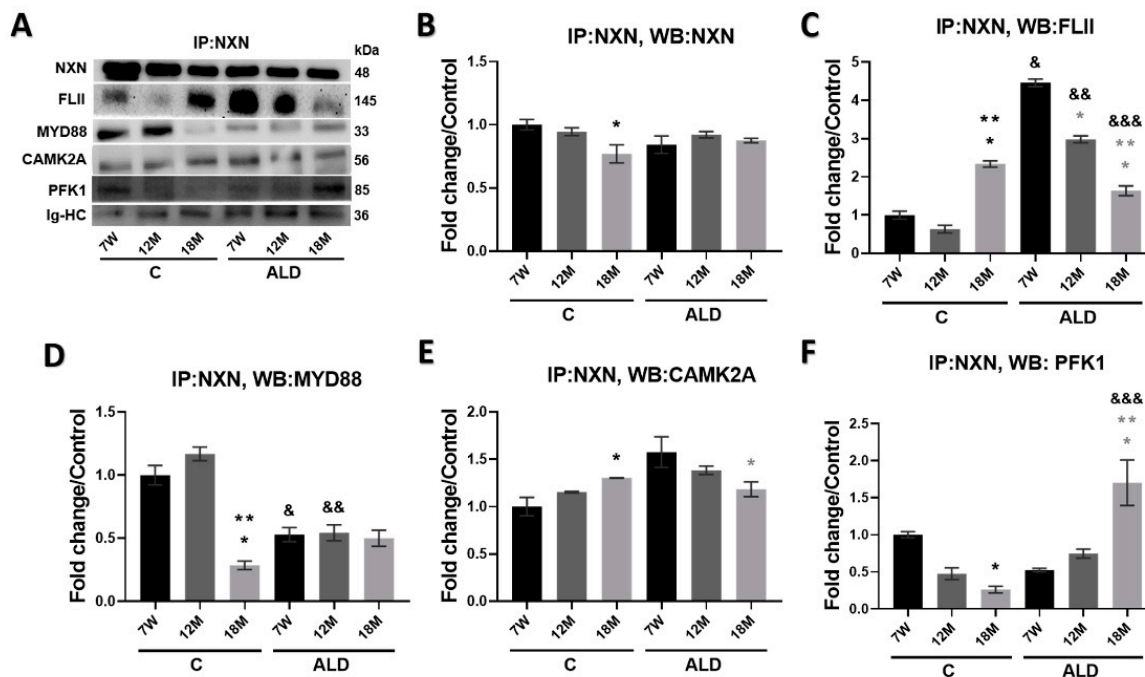 A
IP:NXN
kDa
NXN 48
FLII 145
MYD88 33
CAMK2A 56
PFK1 85
Ig-HC 36
7W 12M 18M 7W 12M 18M
C ALD
B
IP:NXN, WB:NXN
Fold change/Control
1.5
1.0
0.5
0.0
*
7W 12M 18M 7W 12M 18M
C ALD
C
IP:NXN, WB:FLII
Fold change/Control
5
4
3
2
1
0
** *
&
&& *
&&& ** *
7W 12M 18M 7W 12M 18M
C ALD
D
IP:NXN, WB:MYD88
Fold change/Control
1.5
1.0
0.5
0.0
** *
& &&
7W 12M 18M 7W 12M 18M
C ALD
E
IP:NXN, WB:CAMK2A
Fold change/Control
2.0
1.5
1.0
0.5
0.0
* *
7W 12M 18M 7W 12M 18M
C ALD
F
IP:NXN, WB: PFK1
Fold change/Control
2.5
2.0
1.5
1.0
0.5
0.0
*
&&& ** *
7W 12M 18M 7W 12M 18M
C ALD